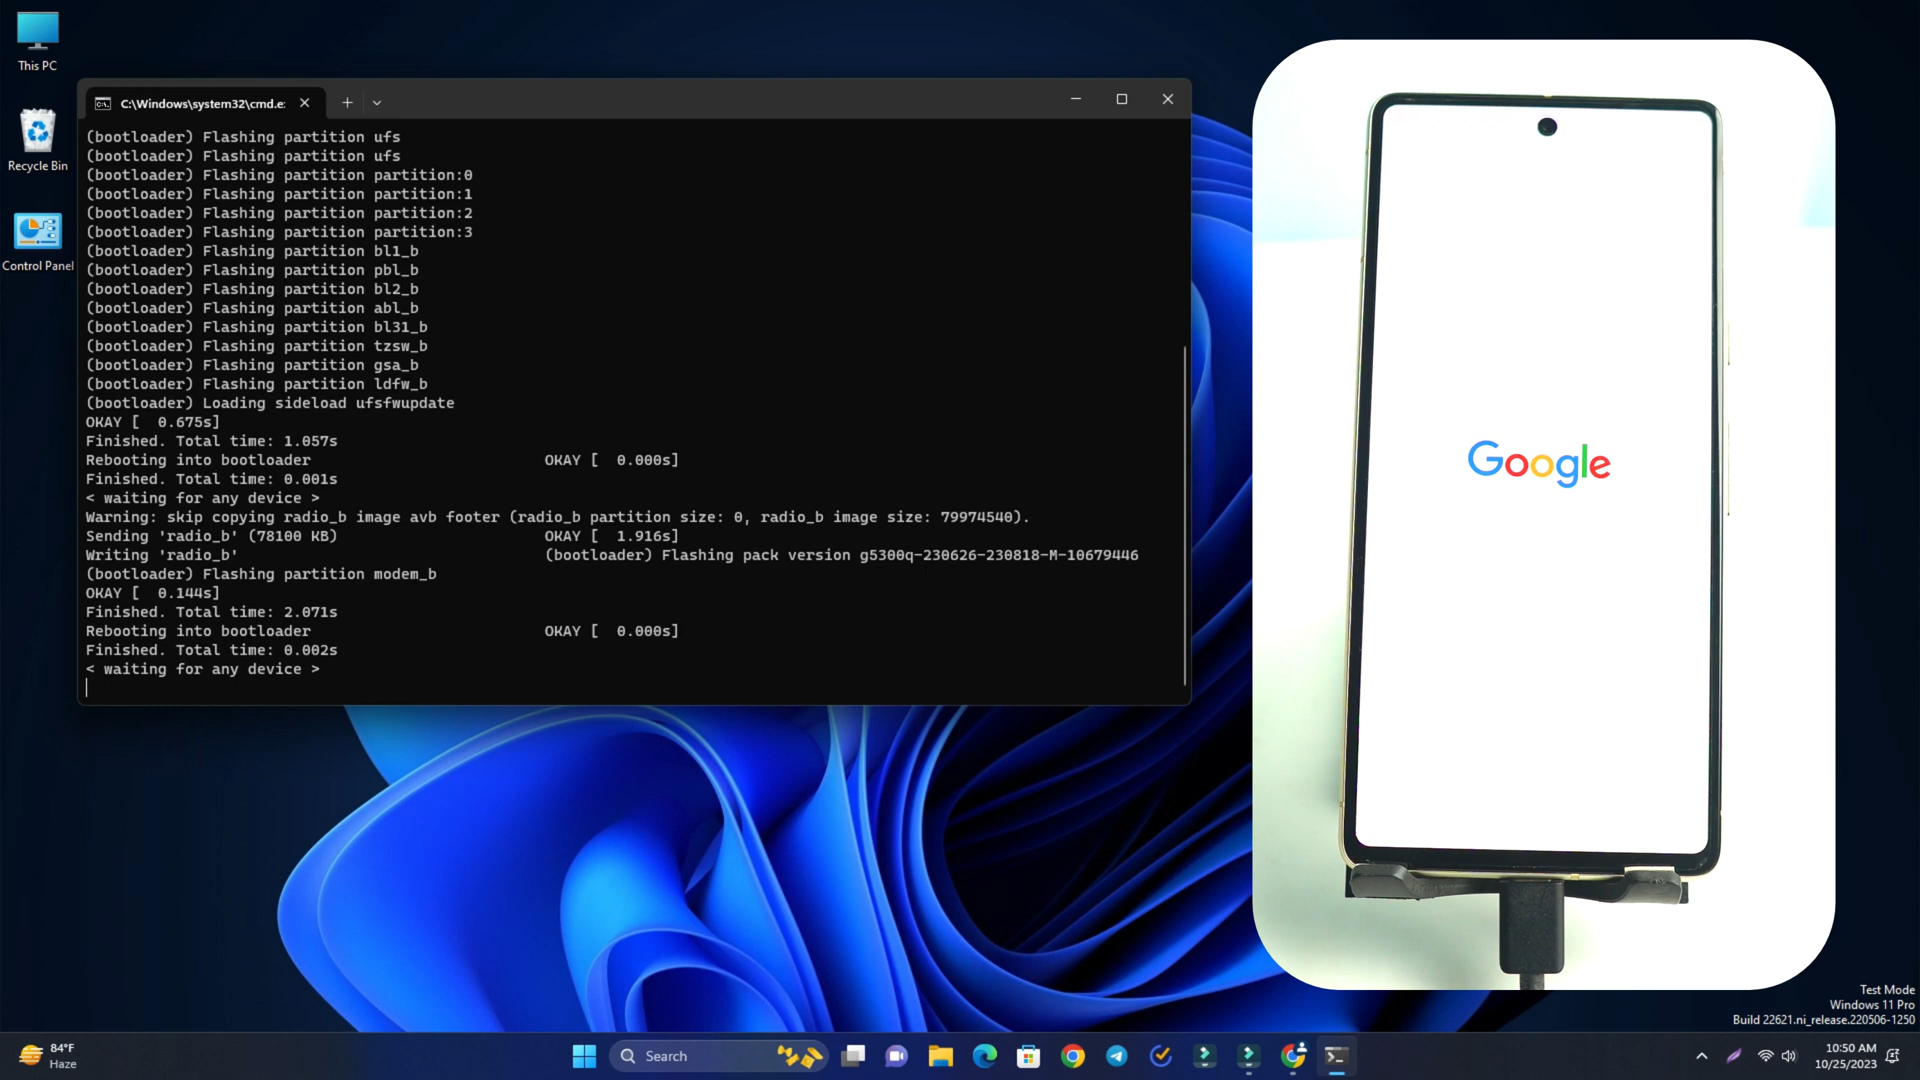 This PC
Recycle Bin
Control Panel
C:\Windows\system32\cmd.e:
(bootloader) Flashing partition ufs
(bootloader) Flashing partition ufs
(bootloader) Flashing partition partition:0
(bootloader) Flashing partition partition:1
(bootloader) Flashing partition partition:2
(bootloader) Flashing partition partition:3
(bootloader) Flashing partition bl1_b
(bootloader) Flashing partition pbl_b
(bootloader) Flashing partition bl2_b
(bootloader) Flashing partition abl_b
(bootloader) Flashing partition bl31_b
(bootloader) Flashing partition tzsw_b
(bootloader) Flashing partition gsa_b
(bootloader) Flashing partition ldfw_b
(bootloader) Loading sideload ufsfwupdate
OKAY [  0.675s]
Finished. Total time: 1.057s
Rebooting into bootloader OKAY [  0.000s]
Finished. Total time: 0.001s
< waiting for any device >
Warning: skip copying radio_b image avb footer (radio_b partition size: 0, radio_b image size: 79974540).
Sending 'radio_b' (78100 KB) OKAY [  1.916s]
Writing 'radio_b' (bootloader) Flashing pack version g5300q-230626-230818-M-10679446
(bootloader) Flashing partition modem_b
OKAY [  0.144s]
Finished. Total time: 2.071s
Rebooting into bootloader OKAY [  0.000s]
Finished. Total time: 0.002s
< waiting for any device >
Google
Test Mode
Windows 11 Pro
Build 22621.ni_release.220506-1250
84°F
Haze
Search
10:50 AM
10/25/2023